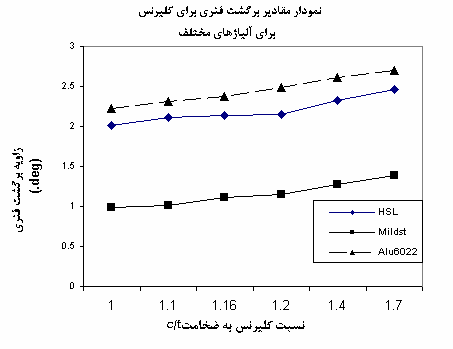 نمودار مقادیر برگشت فنری برای کلیرنس
برای آلیاژهای مختلف
زاویه برگشت فنری
(deg.)
3
2.5
2
1.5
1
0.5
0
HSL
Mildst
Alu6022
1 1.1 1.16 1.2 1.4 1.7
نسبت کلیرنس به ضخامت c/t